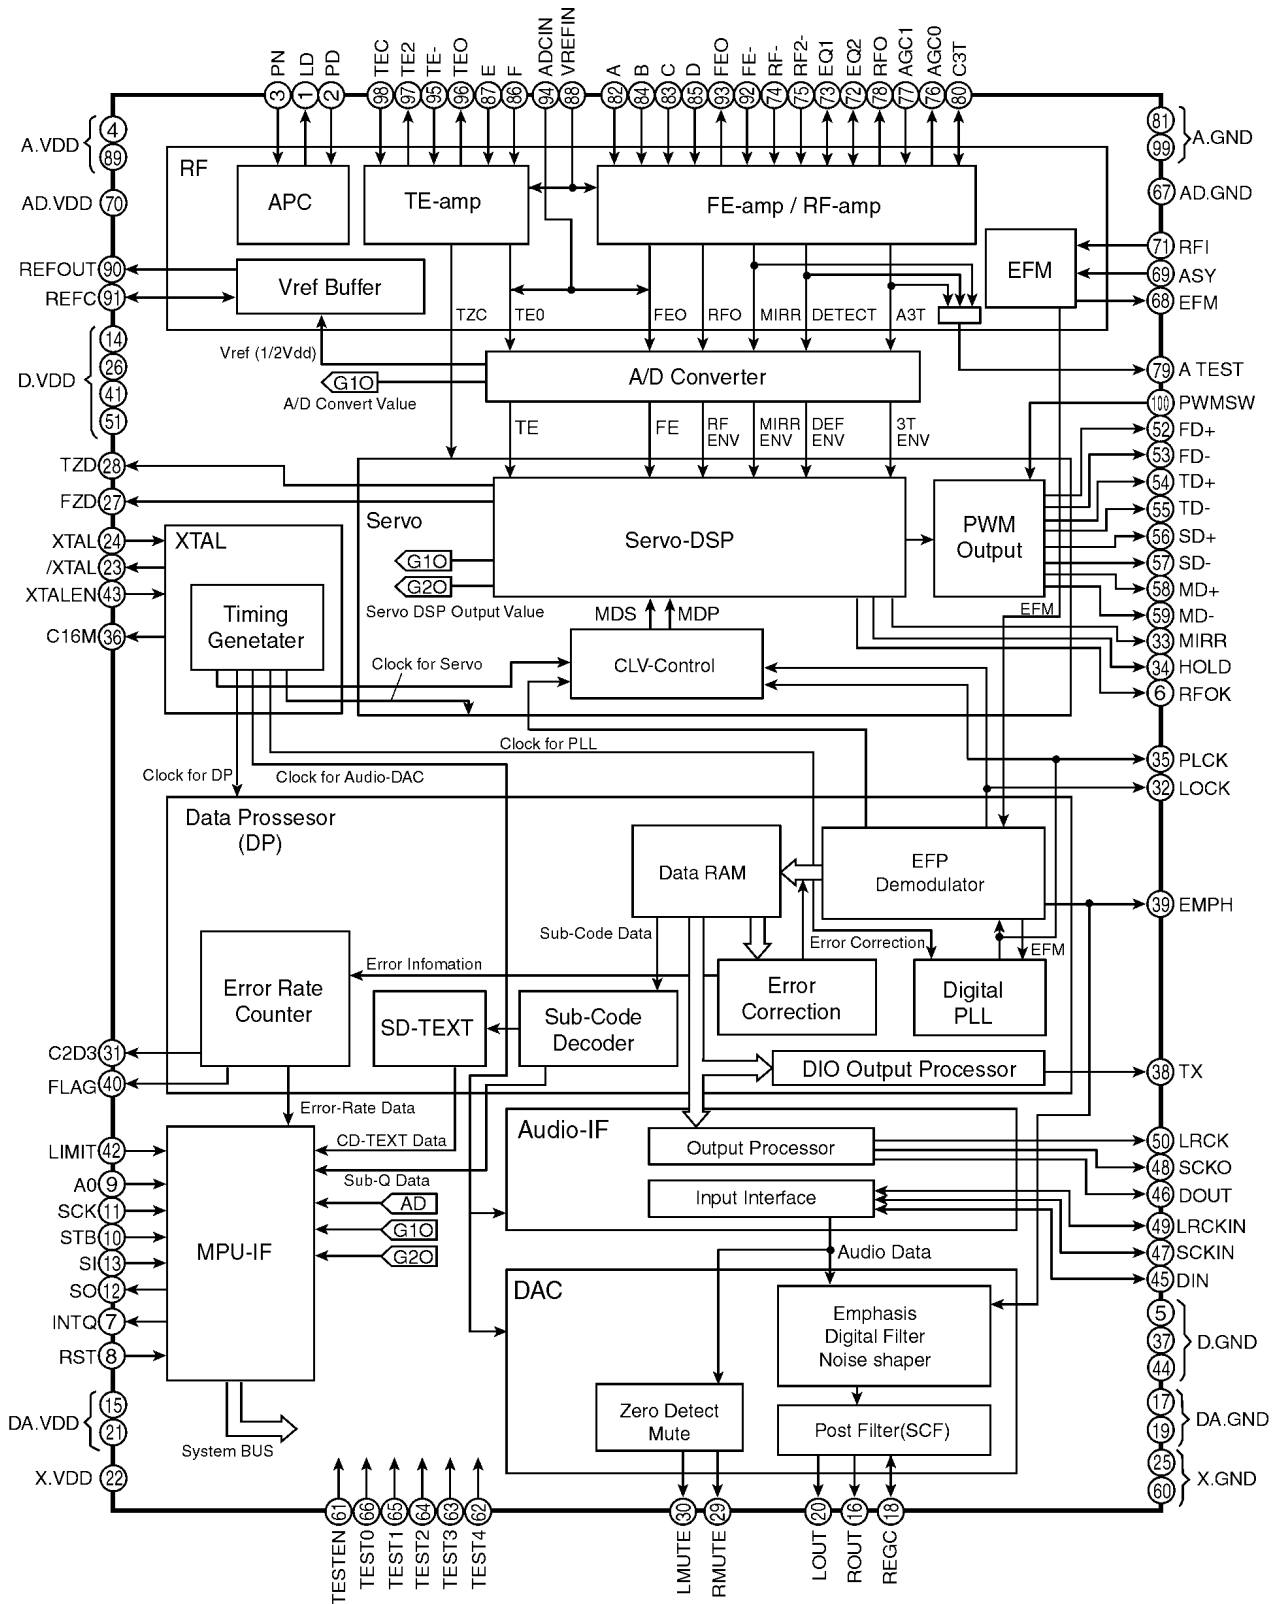 PN
LD
PD
TEC
TE2
TE-
TEO
E
F
ADCIN
VREFIN
A
B
C
D
FEO
FE-
RF-
RF2-
EQ1
EQ2
RFO
AGC1
AGC0
C3T
3
1
2
98
97
95
96
87
86
94
88
82
84
83
85
93
92
74
75
73
72
78
77
76
80
A.VDD
4
89
AD.VDD 70
REFOUT 90
REFC 91
D.VDD
14
26
41
51
TZD 28
FZD 27
XTAL 24
/XTAL 23
XTALEN 43
C16M 36
C2D3 31
FLAG 40
LIMIT 42
A0 9
SCK 11
STB 10
SI 13
SO 12
INTQ 7
RST 8
DA.VDD
15
21
X.VDD 22
RF
APC
TE-amp
FE-amp / RF-amp
EFM
Vref Buffer
TZC
TE0
FEO
RFO
MIRR
DETECT
A3T
Vref (1/2Vdd)
G1O
A/D Convert Value
A/D Converter
TE
FE
RF
ENV
MIRR
ENV
DEF
ENV
3T
ENV
Servo
Servo-DSP
PWM
Output
G1O
G2O
Servo DSP Output Value
MDS
MDP
EFM
XTAL
Timing
Genetater
CLV-Control
Clock for Servo
Clock for PLL
Clock for DP
Clock for Audio-DAC
Data Prossesor
(DP)
Data RAM
EFP
Demodulator
Sub-Code Data
Error Correction
EFM
Error Infomation
Error Rate
Counter
SD-TEXT
Sub-Code
Decoder
Error
Correction
Digital
PLL
DIO Output Processor
Error-Rate Data
CD-TEXT Data
Sub-Q Data
AD
G1O
G2O
MPU-IF
System BUS
Audio-IF
Output Processor
Input Interface
Audio Data
DAC
Emphasis
Digital Filter
Noise shaper
Zero Detect
Mute
Post Filter(SCF)
81
99
A.GND
67 AD.GND
71 RFI
69 ASY
68 EFM
79 A TEST
100 PWMSW
52 FD+
53 FD-
54 TD+
55 TD-
56 SD+
57 SD-
58 MD+
59 MD-
33 MIRR
34 HOLD
6 RFOK
35 PLCK
32 LOCK
39 EMPH
38 TX
50 LRCK
48 SCKO
46 DOUT
49 LRCKIN
47 SCKIN
45 DIN
5
37
44
D.GND
17
19
DA.GND
25
60
X.GND
61
66
65
64
63
62
30
29
20
16
18
TESTEN
TEST0
TEST1
TEST2
TEST3
TEST4
LMUTE
RMUTE
LOUT
ROUT
REGC